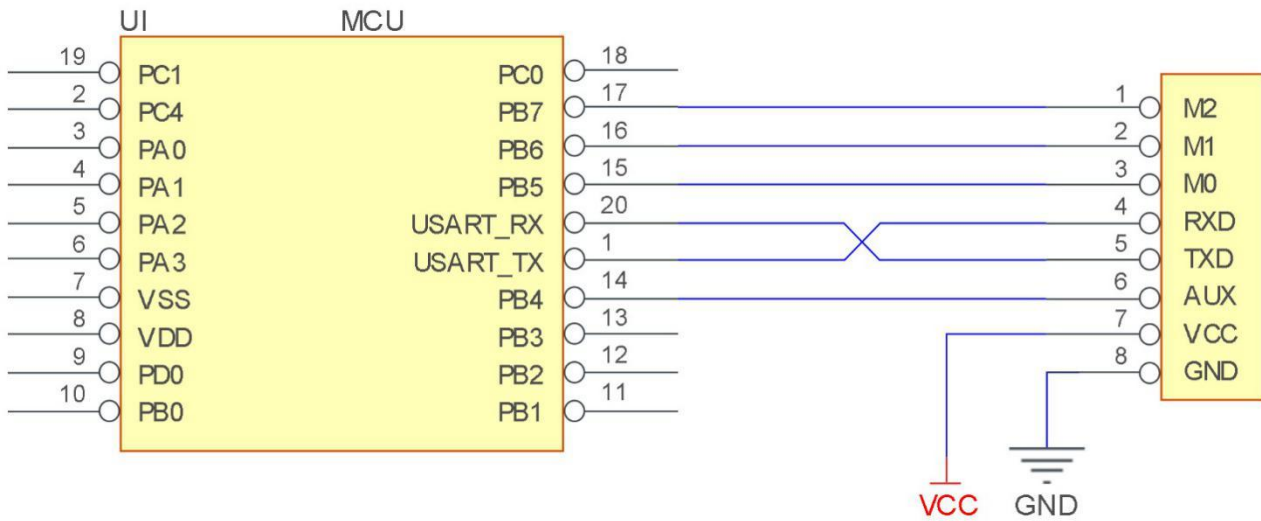 UI MCU
19 PC1 PC0 18
2 PC4 PB7 17 1 M2
3 PA0 PB6 16 2 M1
4 PA1 PB5 15 3 M0
5 PA2 USART_RX 20 4 RXD
6 PA3 USART_TX 1 5 TXD
7 VSS PB4 14 6 AUX
8 VDD PB3 13 7 VCC
9 PD0 PB2 12 8 GND
10 PB0 PB1 11
VCC GND